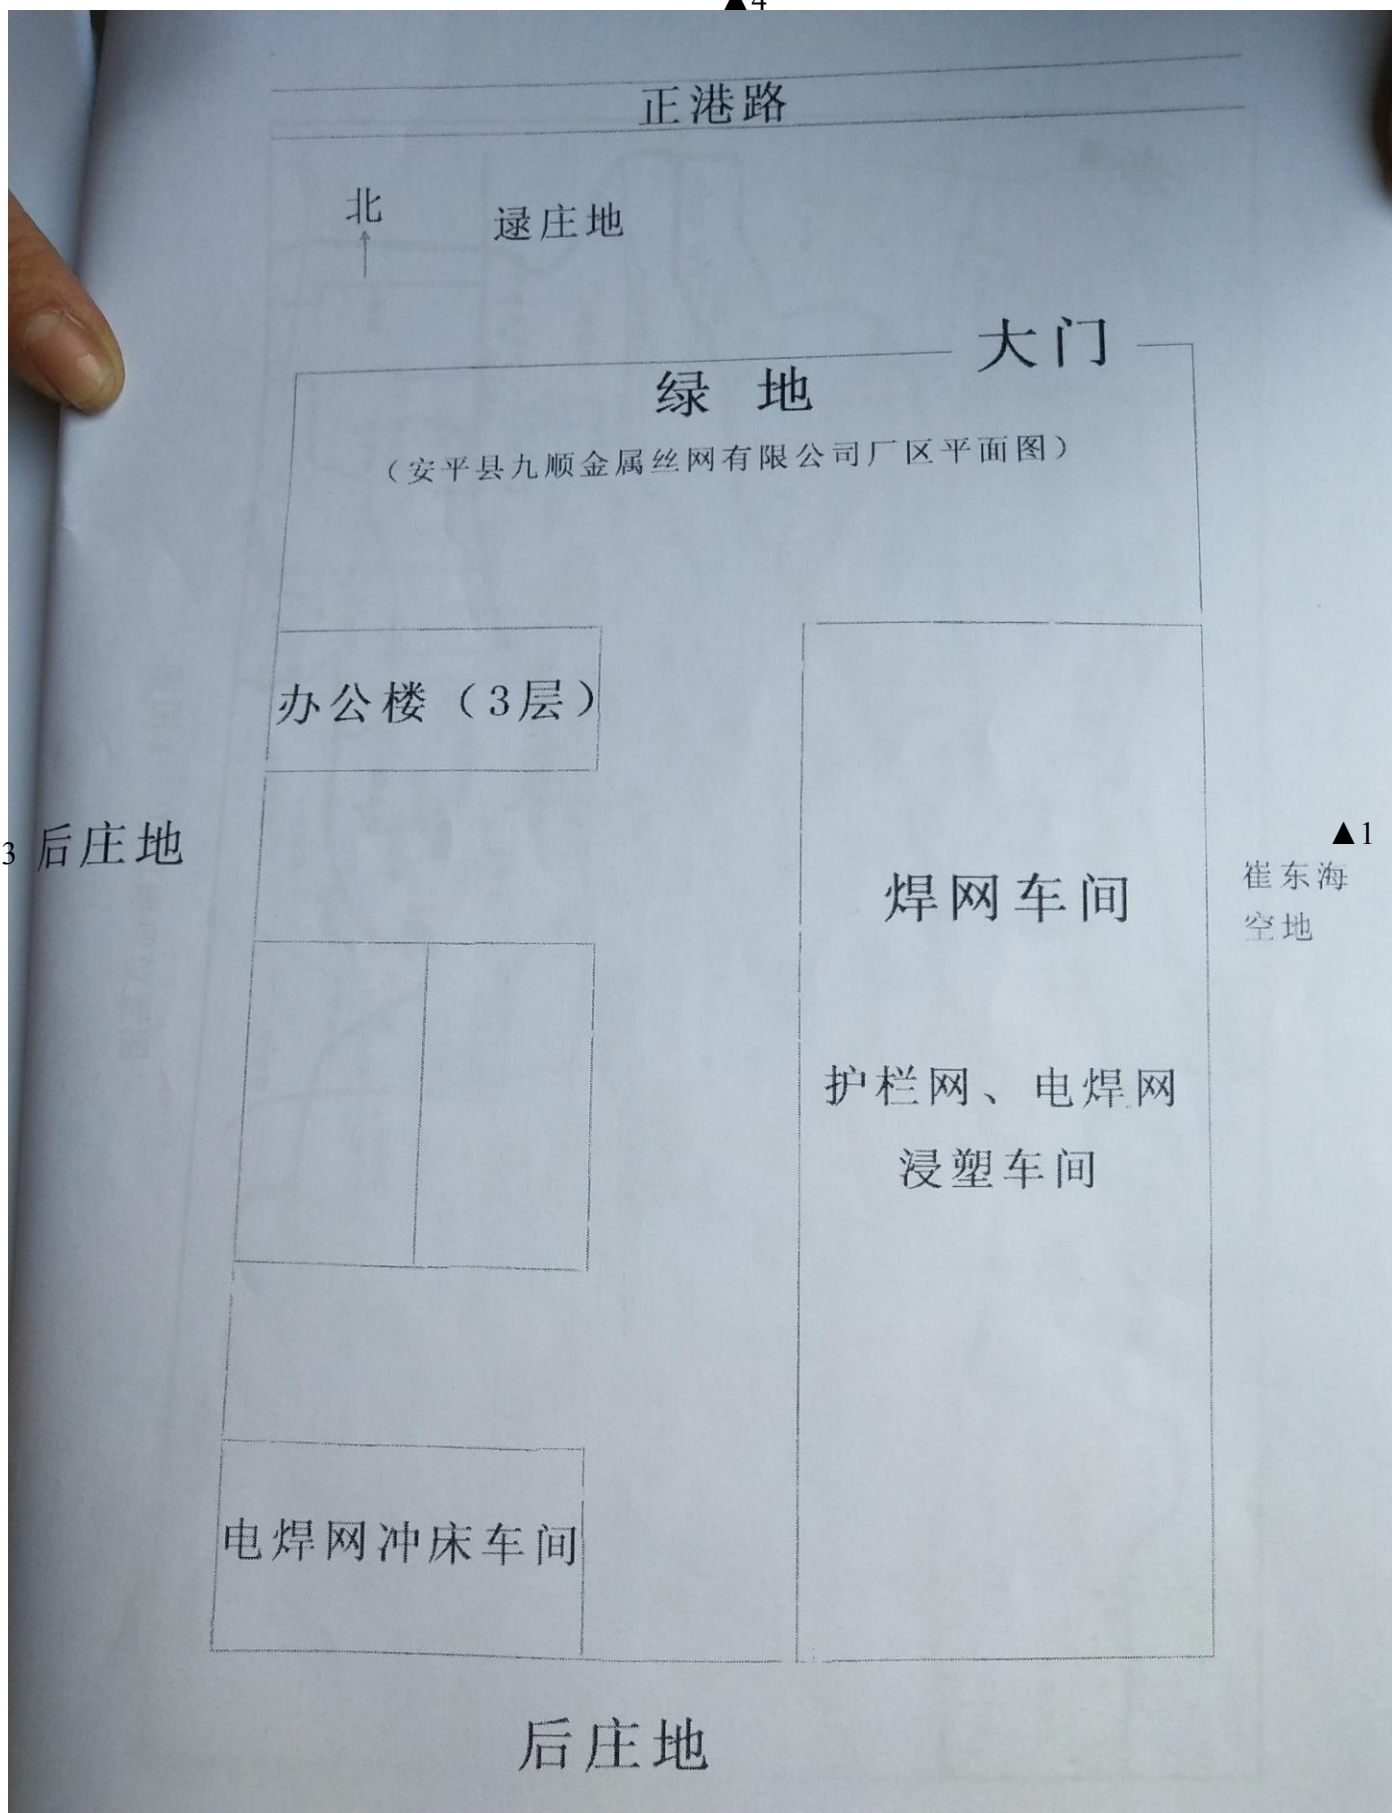 ▲4
正港路
北
逯庄地
大门
绿 地
（安平县九顺金属丝网有限公司厂区平面图）
办公楼（3层）
3
后庄地
▲1
焊网车间
崔东海
空地
护栏网、电焊网
浸塑车间
电焊网冲床车间
后庄地